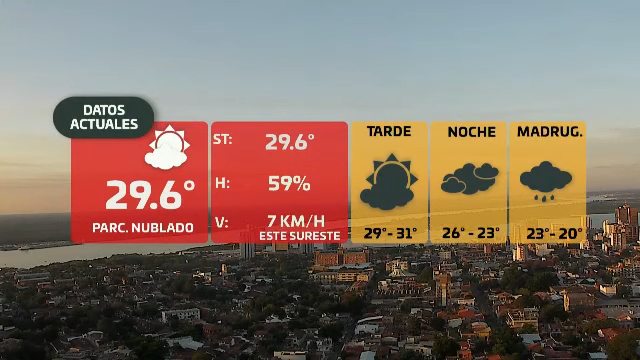 DATOS
ACTUALES
29.6°
PARC. NUBLADO
ST: 29.6°
H: 59%
V: 7 KM/H
ESTE SURESTE
TARDE
29°- 31°
NOCHE
26° - 23°
MADRUG.
23° - 20°